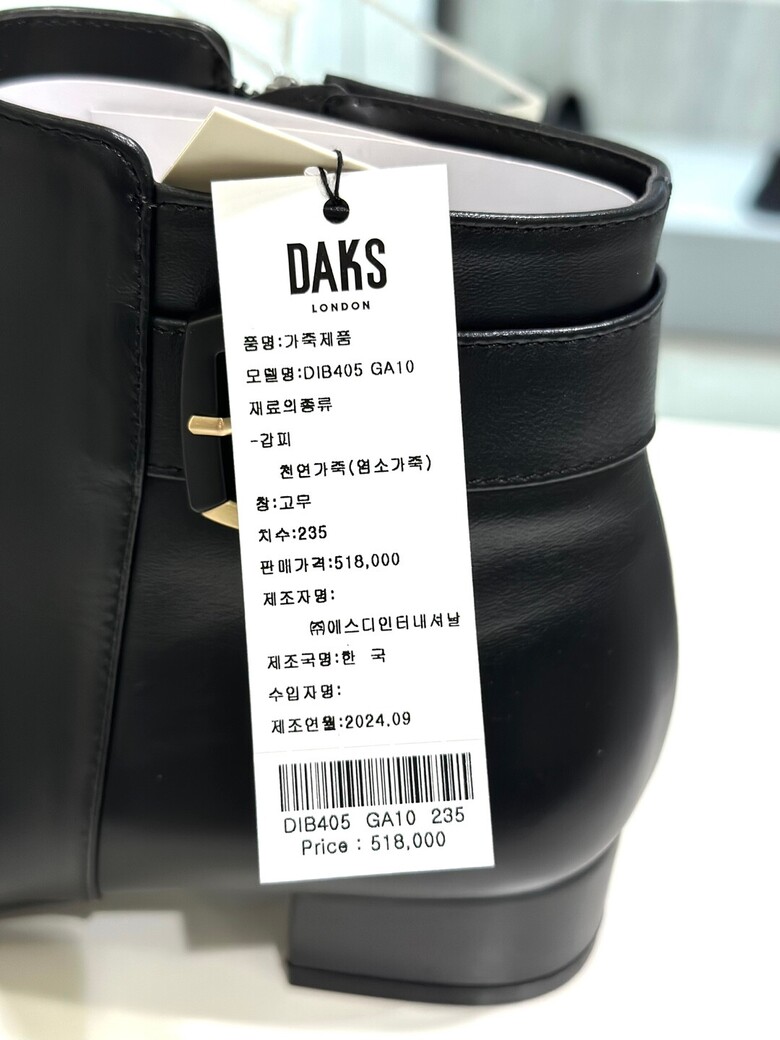 DAKS
LONDON
품명:가죽제품
모델명:DIB405 GA10
재료의종류
-갑피
천연가죽(염소가죽)
창:고무
치수:235
판매가격:518,000
제조자명:
㈜에스디인터내셔날
제조국명:한 국
수입자명:
제조연월:2024.09
DIB405 GA10 235
Price : 518,000